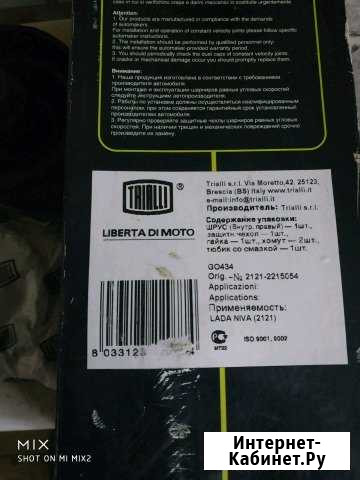 Attention:
1. Our products are manufactured in compliance with the demands
of automakers.
For installation and operation of constant velocity joints please follow specific
automaker instructions.
2. The installation should be performed by qualified personnel only;
this will ensure the automaker-provided warranty period.
3. You should periodically check the dust caps of constant velocity joints.
If cracks or mechanical damage occur you should promptly replace them.
Внимание:
1. Наша продукция изготовлена в соответствии с требованиями
производителя автомобиля.
При монтаже и эксплуатации шарниров равных угловых скоростей
следуйте инструкциям автопроизводителя.
2. Работы по установке должны осуществляться квалифицированным
персоналом, при этом сохраняется гарантийный срок установленный
автопроизводителем.
3. Регулярно проверяйте защитные чехлы шарниров равных угловых
скоростей. При наличии трещин и механических повреждений срочно
произведите их замену.
TRIALLI ®
LIBERTA DI MOTO
Trialli s.r.l. Via Moretto,42, 25123,
Brescia (BS) Italy www.trialli.it
e-mail:info@trialli.it
Производитель: Trialli s.r.l.
Содержание упаковки:
ШРУС (внутр. правый) — 1шт.,
защитн.чехол — 1шт.,
гайка — 1шт., хомут — 2шт.,
тюбик со смазкой — 1шт.
GO434
Orig. -№ 2121-2215054
Applicazioni:
Applications:
Применяемость:
LADA NIVA (2121)
8 033123
ISO 9001, 9002
MIX
SHOT ON MI MIX2
Интернет-
Кабинет.Ру